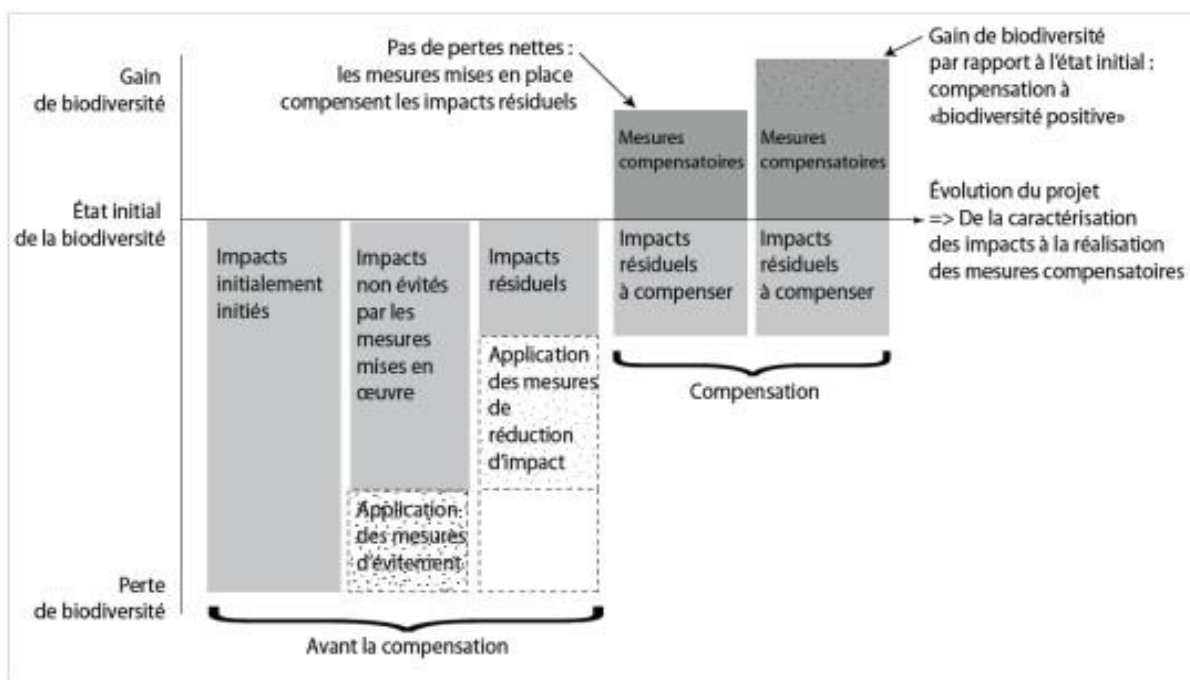 Pas de pertes nettes :
les mesures mises en place
compensent les impacts résiduels
Gain de biodiversité
par rapport à l'état initial :
compensation à
«biodiversité positive»
Gain
de biodiversité
Mesures
compensatoires
Mesures
compensatoires
État initial
de la biodiversité
Évolution du projet
=> De la caractérisation
des impacts à la réalisation
des mesures compensatoires
Impacts
initialement
initiés
Impacts
non évités
par les
mesures
mises en
œuvre
Impacts
résiduels
Impacts
résiduels
à compenser
Impacts
résiduels
à compenser
Application
des mesures
de
réduction
d'impact
Compensation
Application
des mesures
d'évitement
Perte
de biodiversité
Avant la compensation